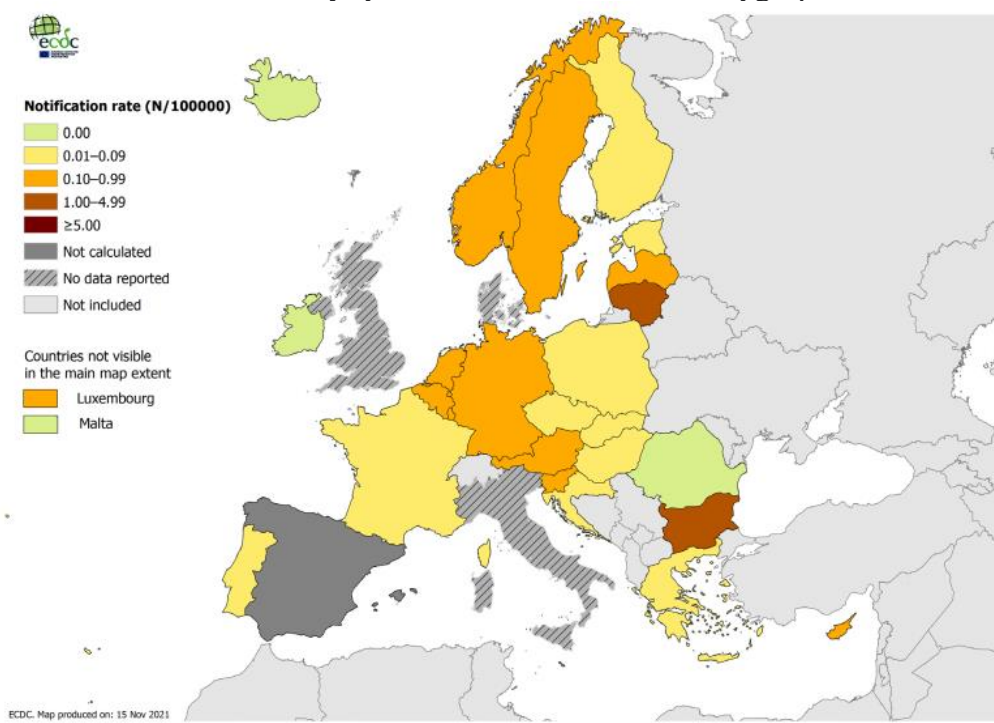 ecdc
Notification rate (N/100000)
0.00
0.01–0.09
0.10–0.99
1.00–4.99
≥5.00
Not calculated
No data reported
Not included
Countries not visible
in the main map extent
Luxembourg
Malta
ECDC. Map produced on: 15 Nov 2021